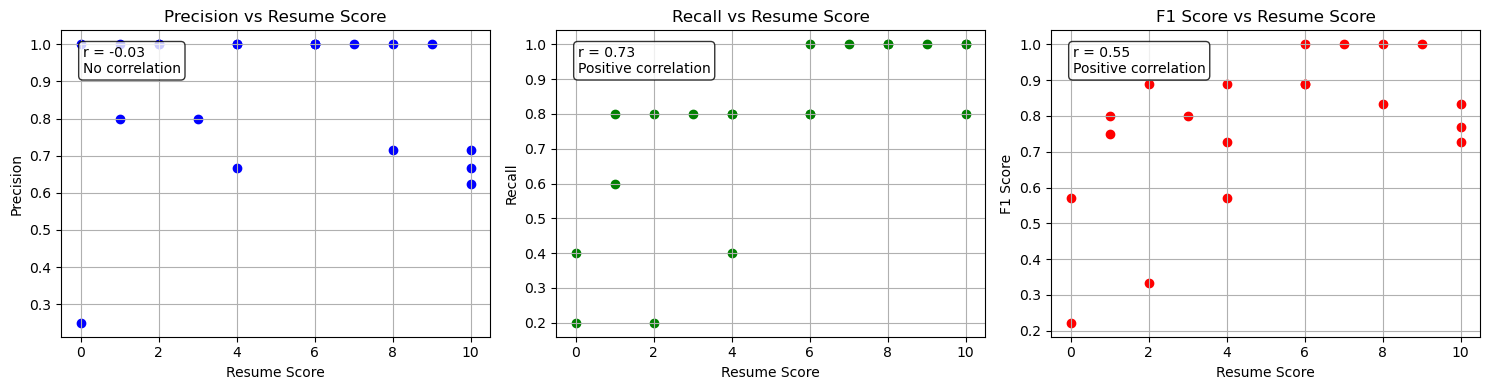 Precision vs Resume Score
r = -0.03
No correlation
1.0
0.9
0.8
0.7
0.6
0.5
0.4
0.3
Precision
0 2 4 6 8 10
Resume Score
Recall vs Resume Score
r = 0.73
Positive correlation
1.0
0.9
0.8
0.7
0.6
0.5
0.4
0.3
0.2
Recall
0 2 4 6 8 10
Resume Score
F1 Score vs Resume Score
r = 0.55
Positive correlation
1.0
0.9
0.8
0.7
0.6
0.5
0.4
0.3
0.2
F1 Score
0 2 4 6 8 10
Resume Score